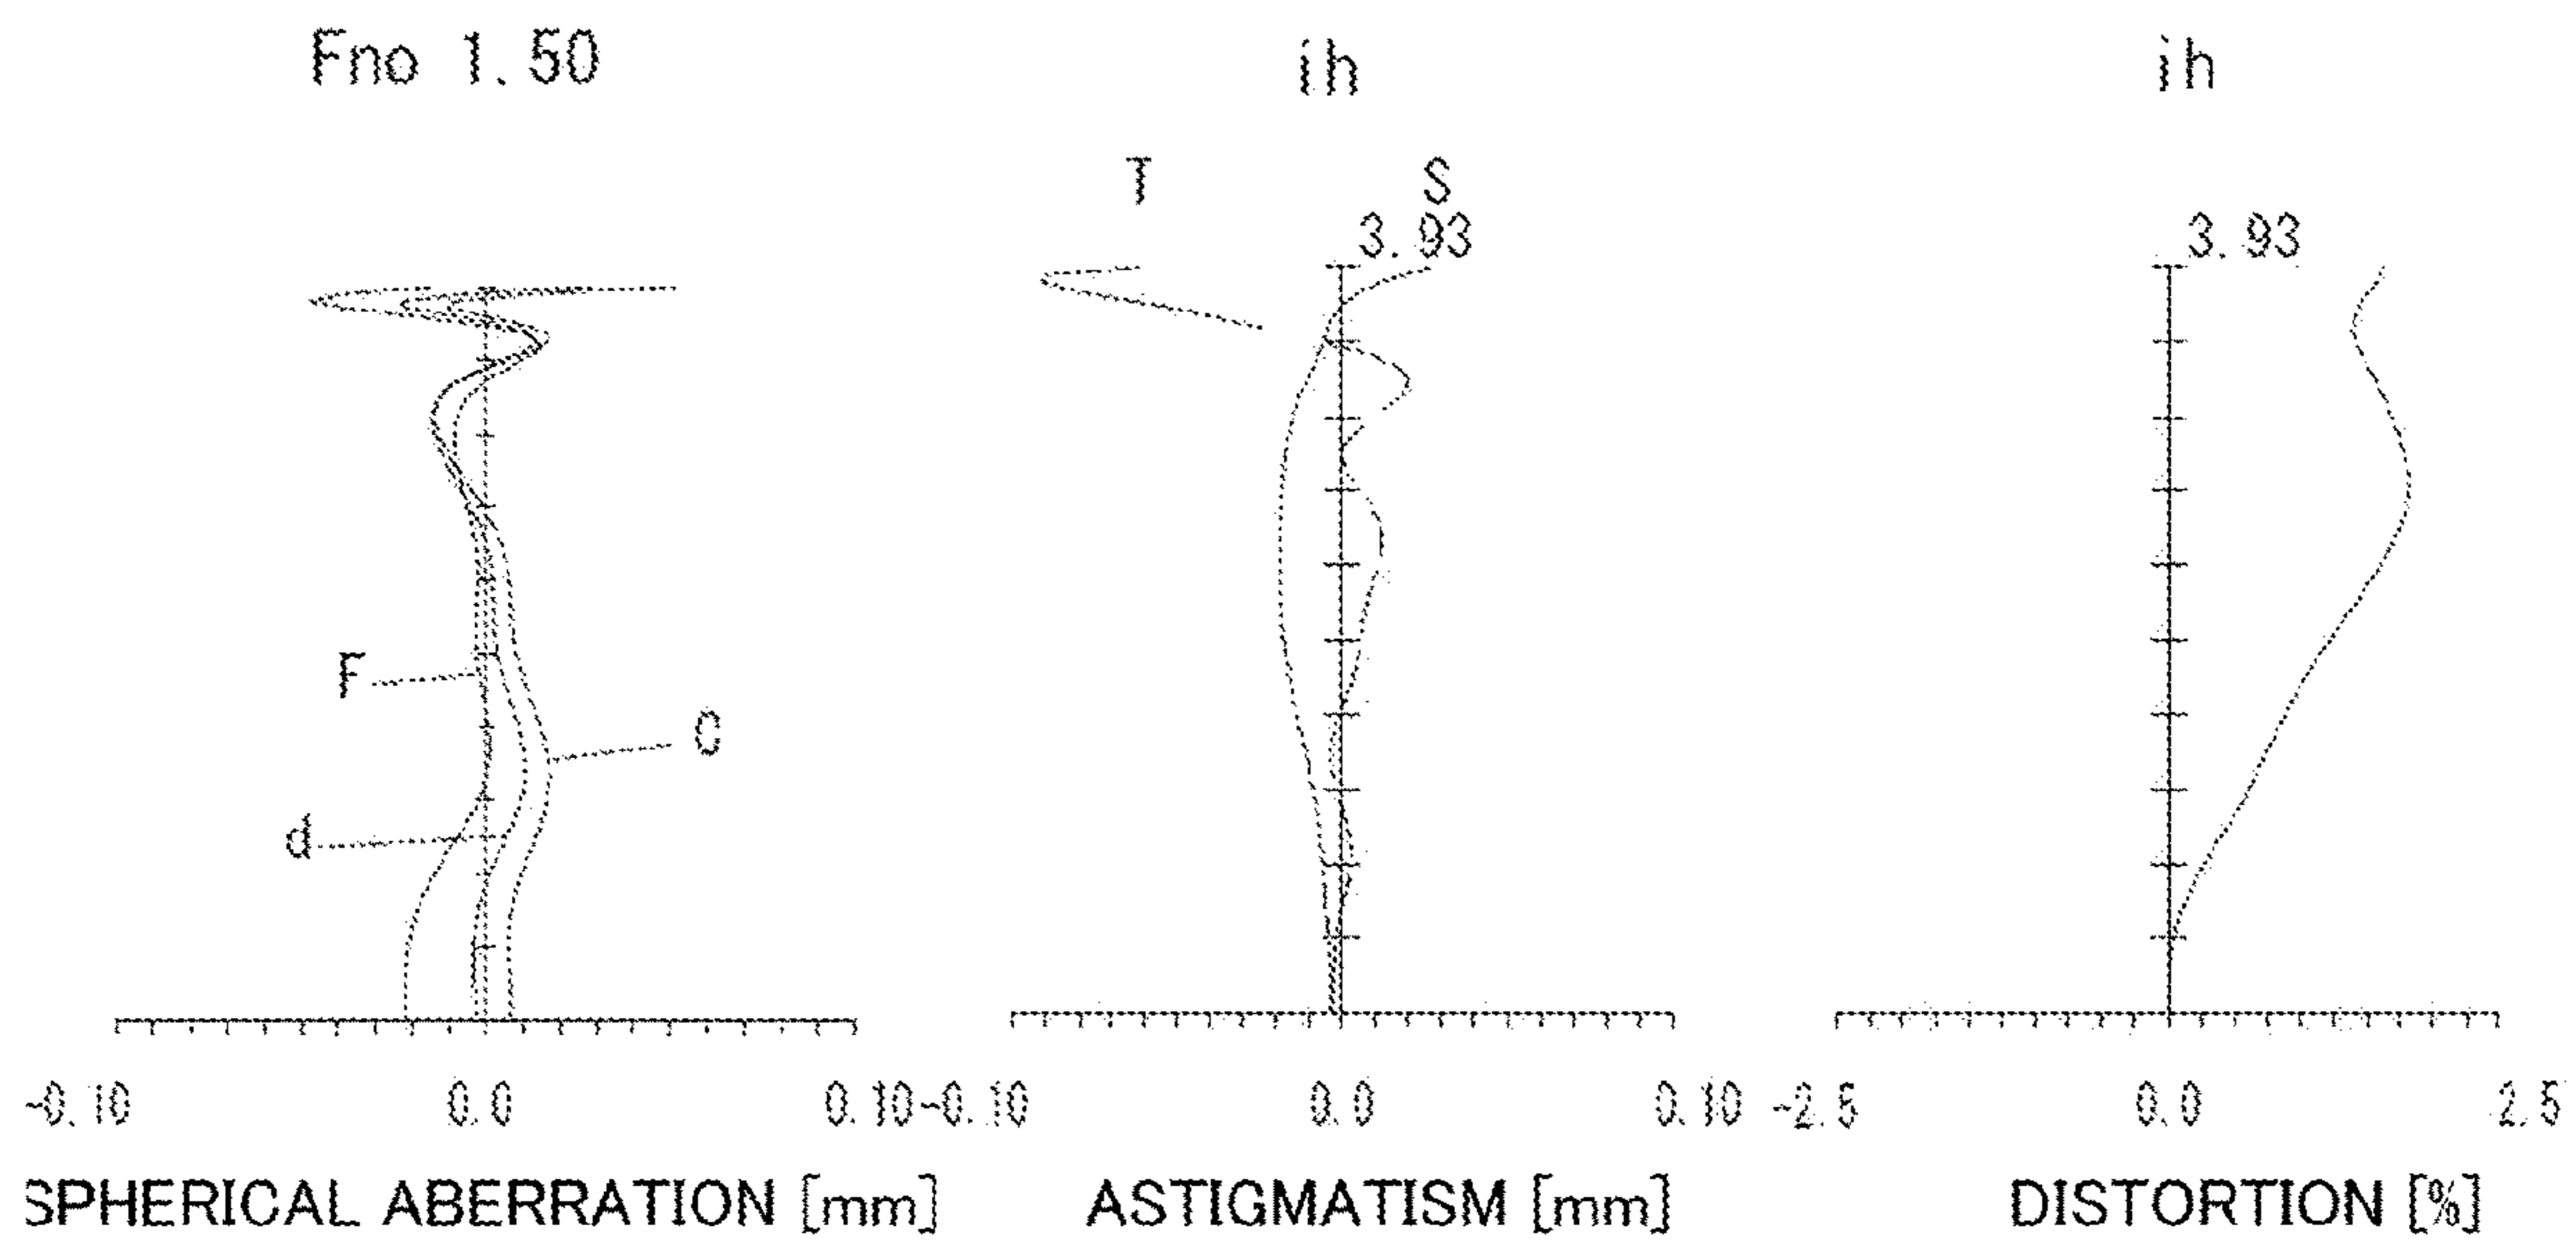 Fno 1.50
ih
ih
T
S
3.93
3.93
F
C
d
-0.10
0.0
0.10
-0.10
0.0
0.10
-2.5
0.0
2.5
SPHERICAL ABERRATION [mm]
ASTIGMATISM [mm]
DISTORTION [%]